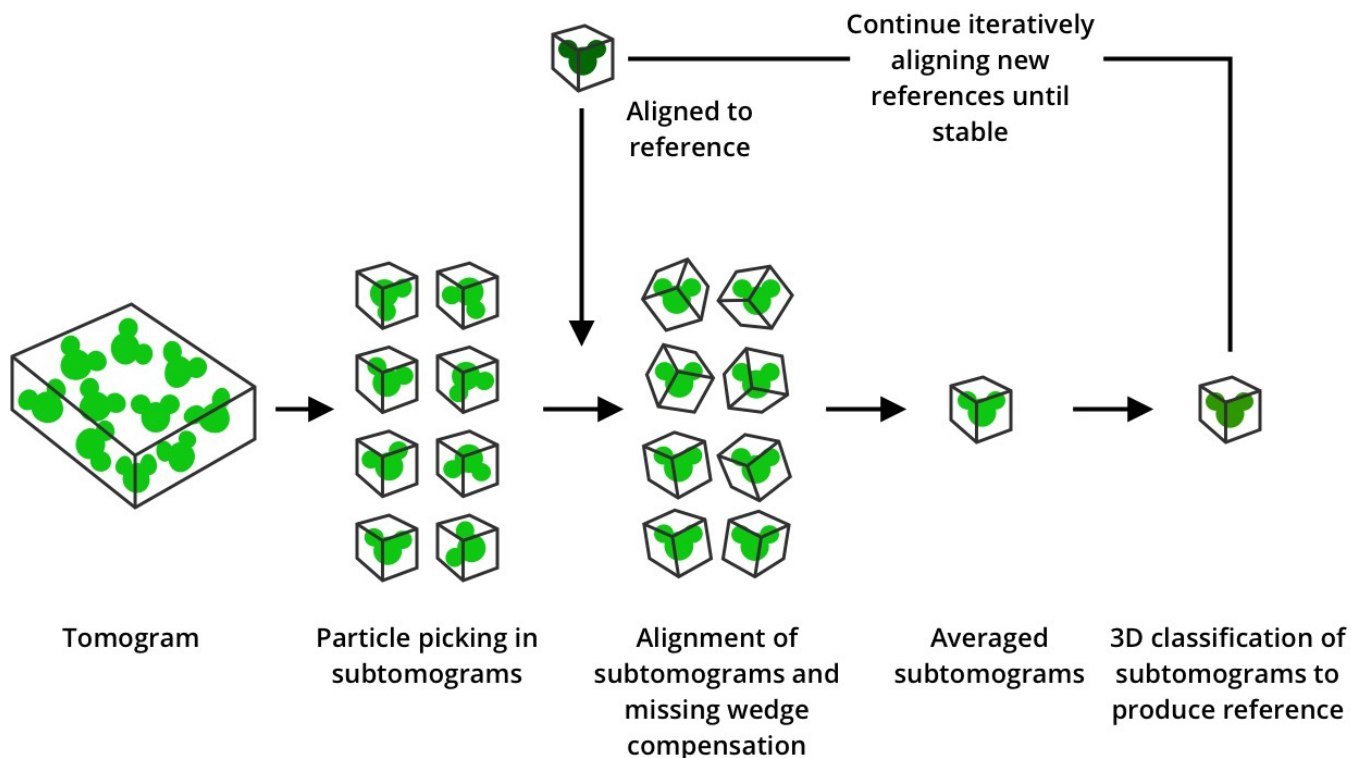 Continue iteratively
aligning new
references until
stable
Aligned to
reference
Tomogram
Particle picking in
subtomograms
Alignment of
subtomograms and
missing wedge
compensation
Averaged
subtomograms
3D classification of
subtomograms to
produce reference